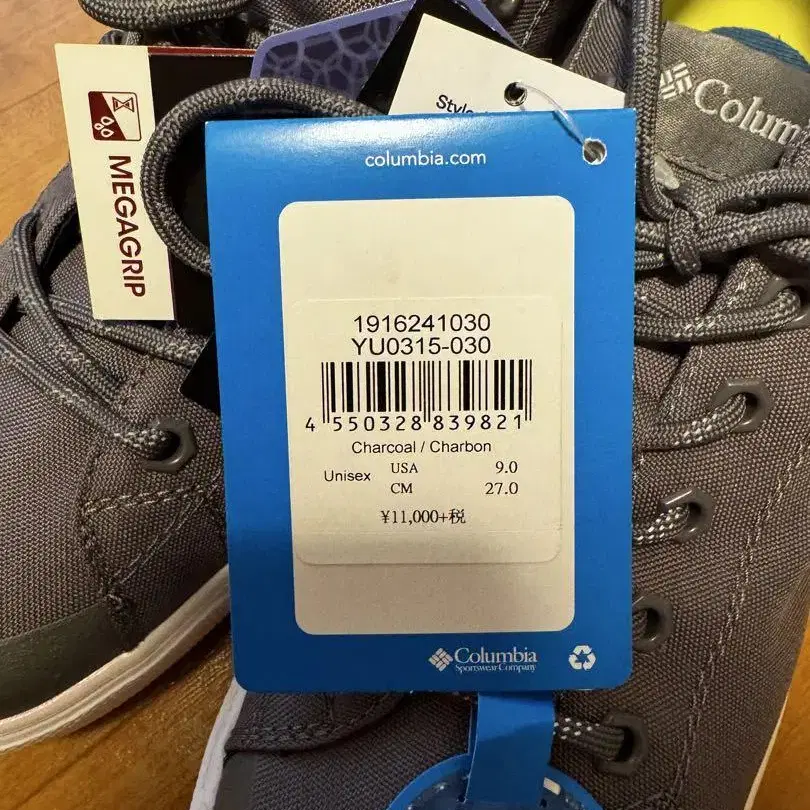 Style
Columbia
MEGAGRIP
columbia.com
1916241030
YU0315-030
4 550328 839821
Charcoal / Charbon
Unisex USA 9.0
CM 27.0
¥11,000+税
Columbia
Sportswear Company